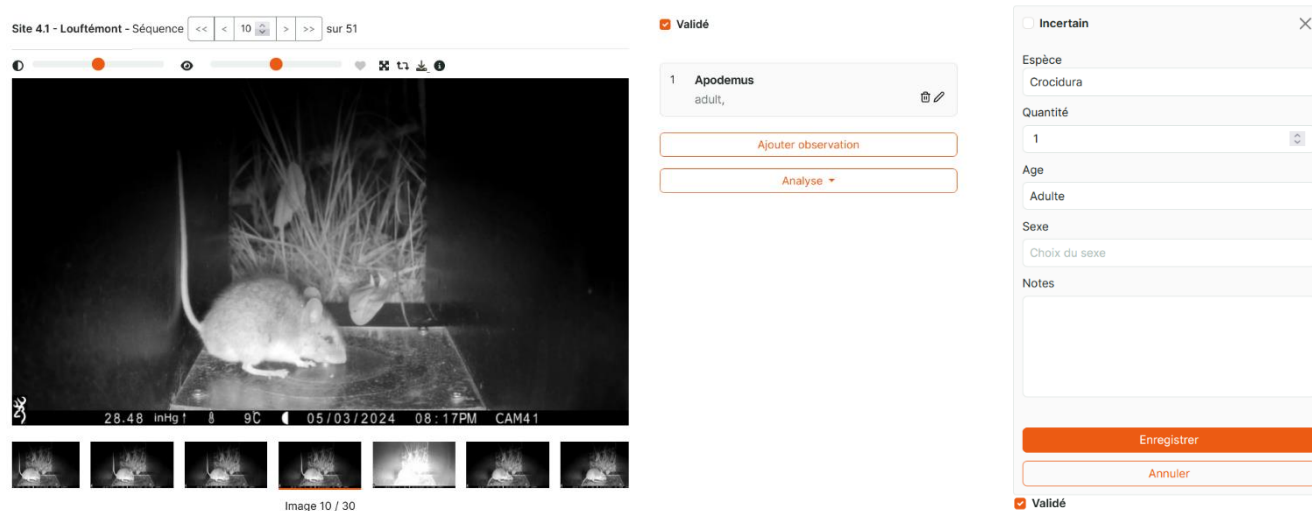 Site 4.1 - Louftémont - Séquence << < 10 > >> sur 51
28.48 inHg↑ 9C 05/03/2024 08:17PM CAM41
Image 10 / 30
Validé
1 Apodemus
adult,
Ajouter observation
Analyse
Incertain
Espèce
Crocidura
Quantité
1
Age
Adulte
Sexe
Choix du sexe
Notes
Enregistrer
Annuler
Validé